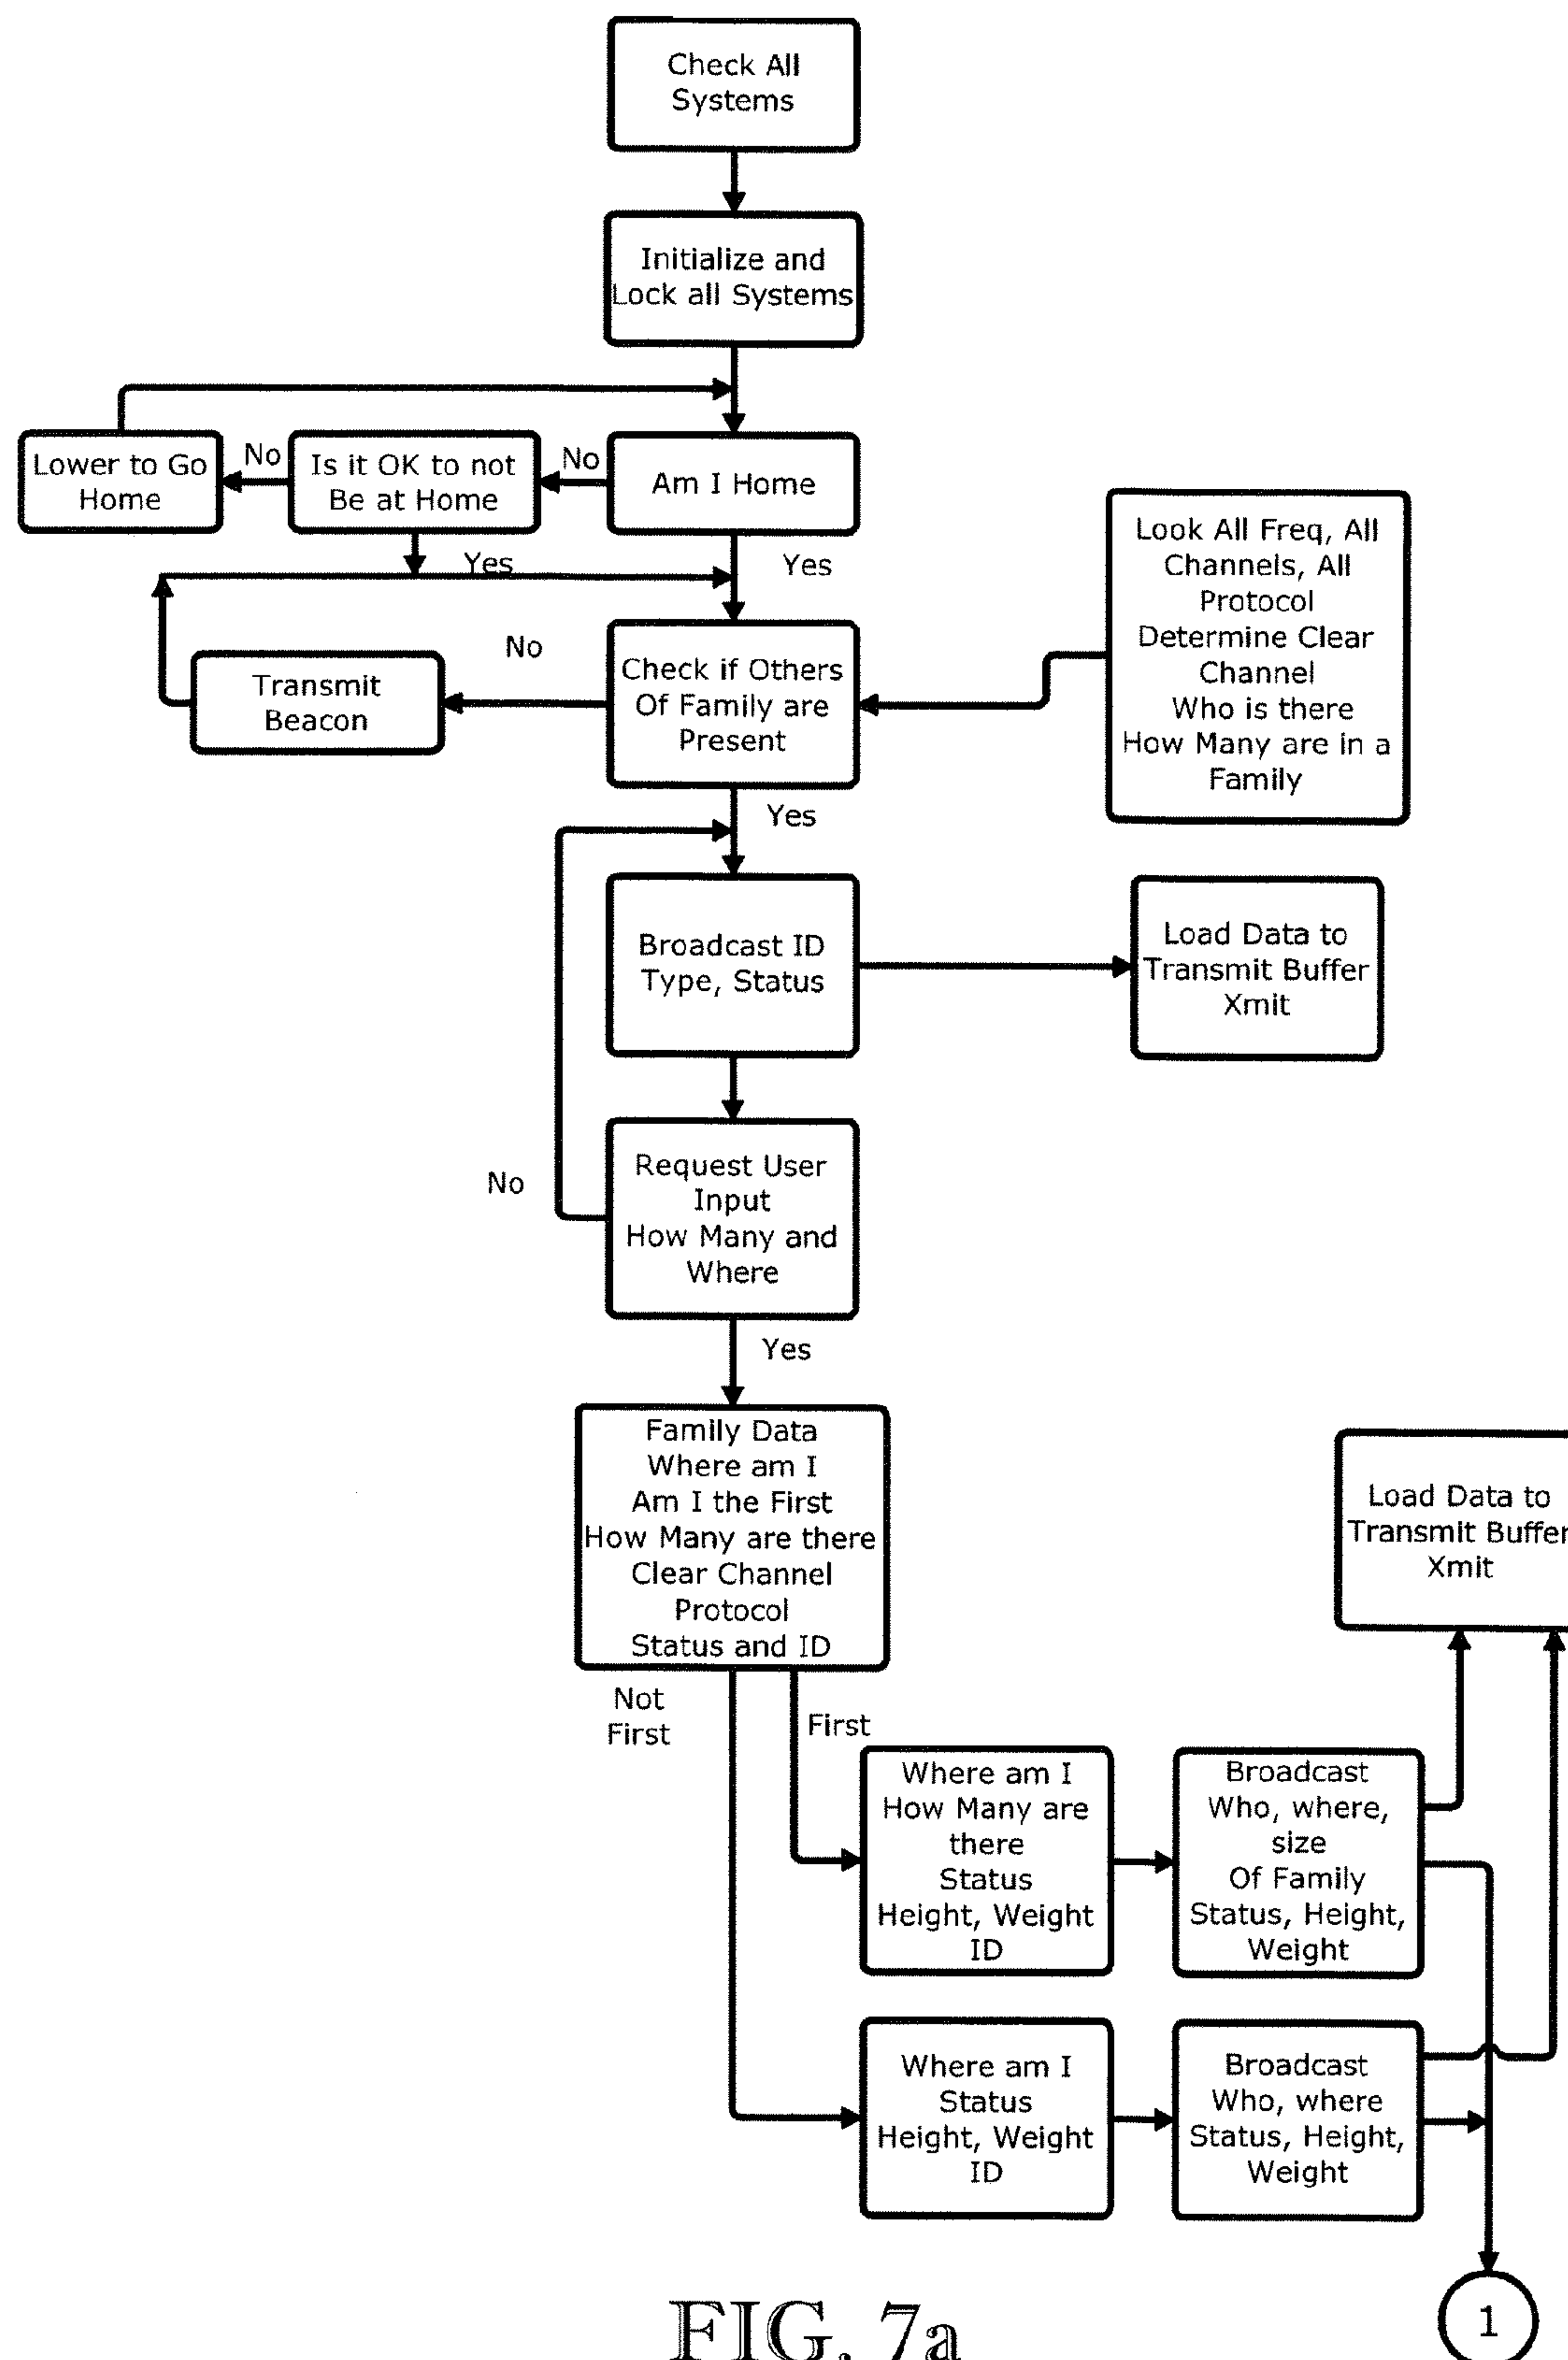 Check All
Systems
Initialize and
Lock all Systems
Lower to Go
Home
No
Is it OK to not
Be at Home
No
Am I Home
Yes
Yes
Look All Freq, All
Channels, All
Protocol
Determine Clear
Channel
Who is there
How Many are in a
Family
No
Transmit
Beacon
Check if Others
Of Family are
Present
Yes
Broadcast ID
Type, Status
Load Data to
Transmit Buffer
Xmit
No
Request User
Input
How Many and
Where
Yes
Family Data
Where am I
Am I the First
How Many are there
Clear Channel
Protocol
Status and ID
Load Data to
Transmit Buffer
Xmit
Not
First
First
Where am I
How Many are
there
Status
Height, Weight
ID
Broadcast
Who, where,
size
Of Family
Status, Height,
Weight
Where am I
Status
Height, Weight
ID
Broadcast
Who, where
Status, Height,
Weight
1
FIG. 7a